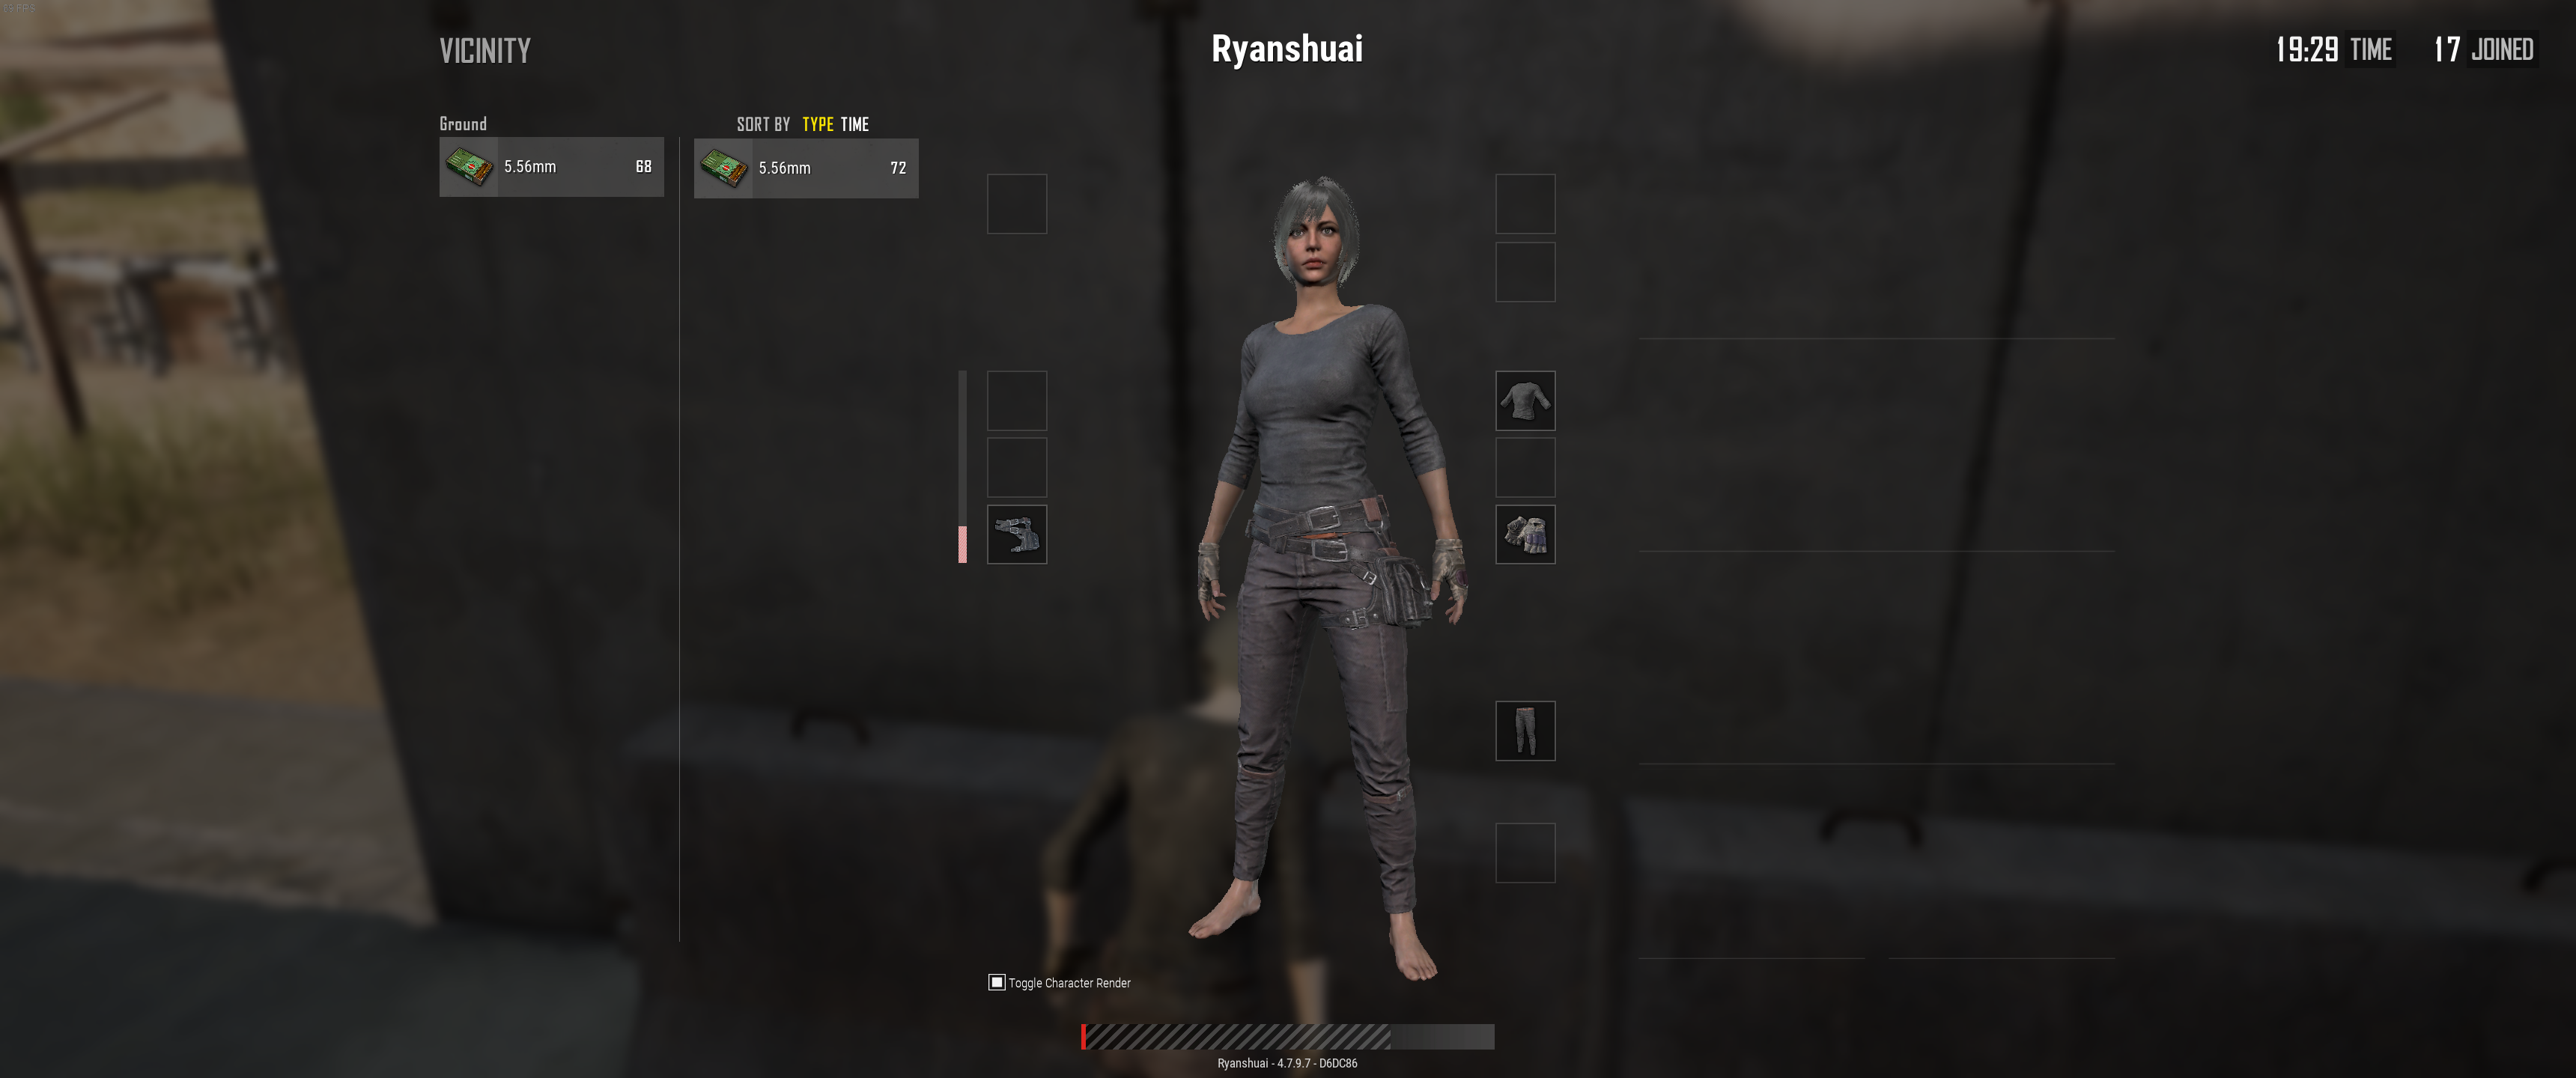 VICINITY
Ryanshuai
19:29 TIME 17 JOINED
Ground
SORT BY TYPE TIME
5.56mm 68
5.56mm 72
Toggle Character Render
Ryanshuai - 4.7.9.7 - D6DC86